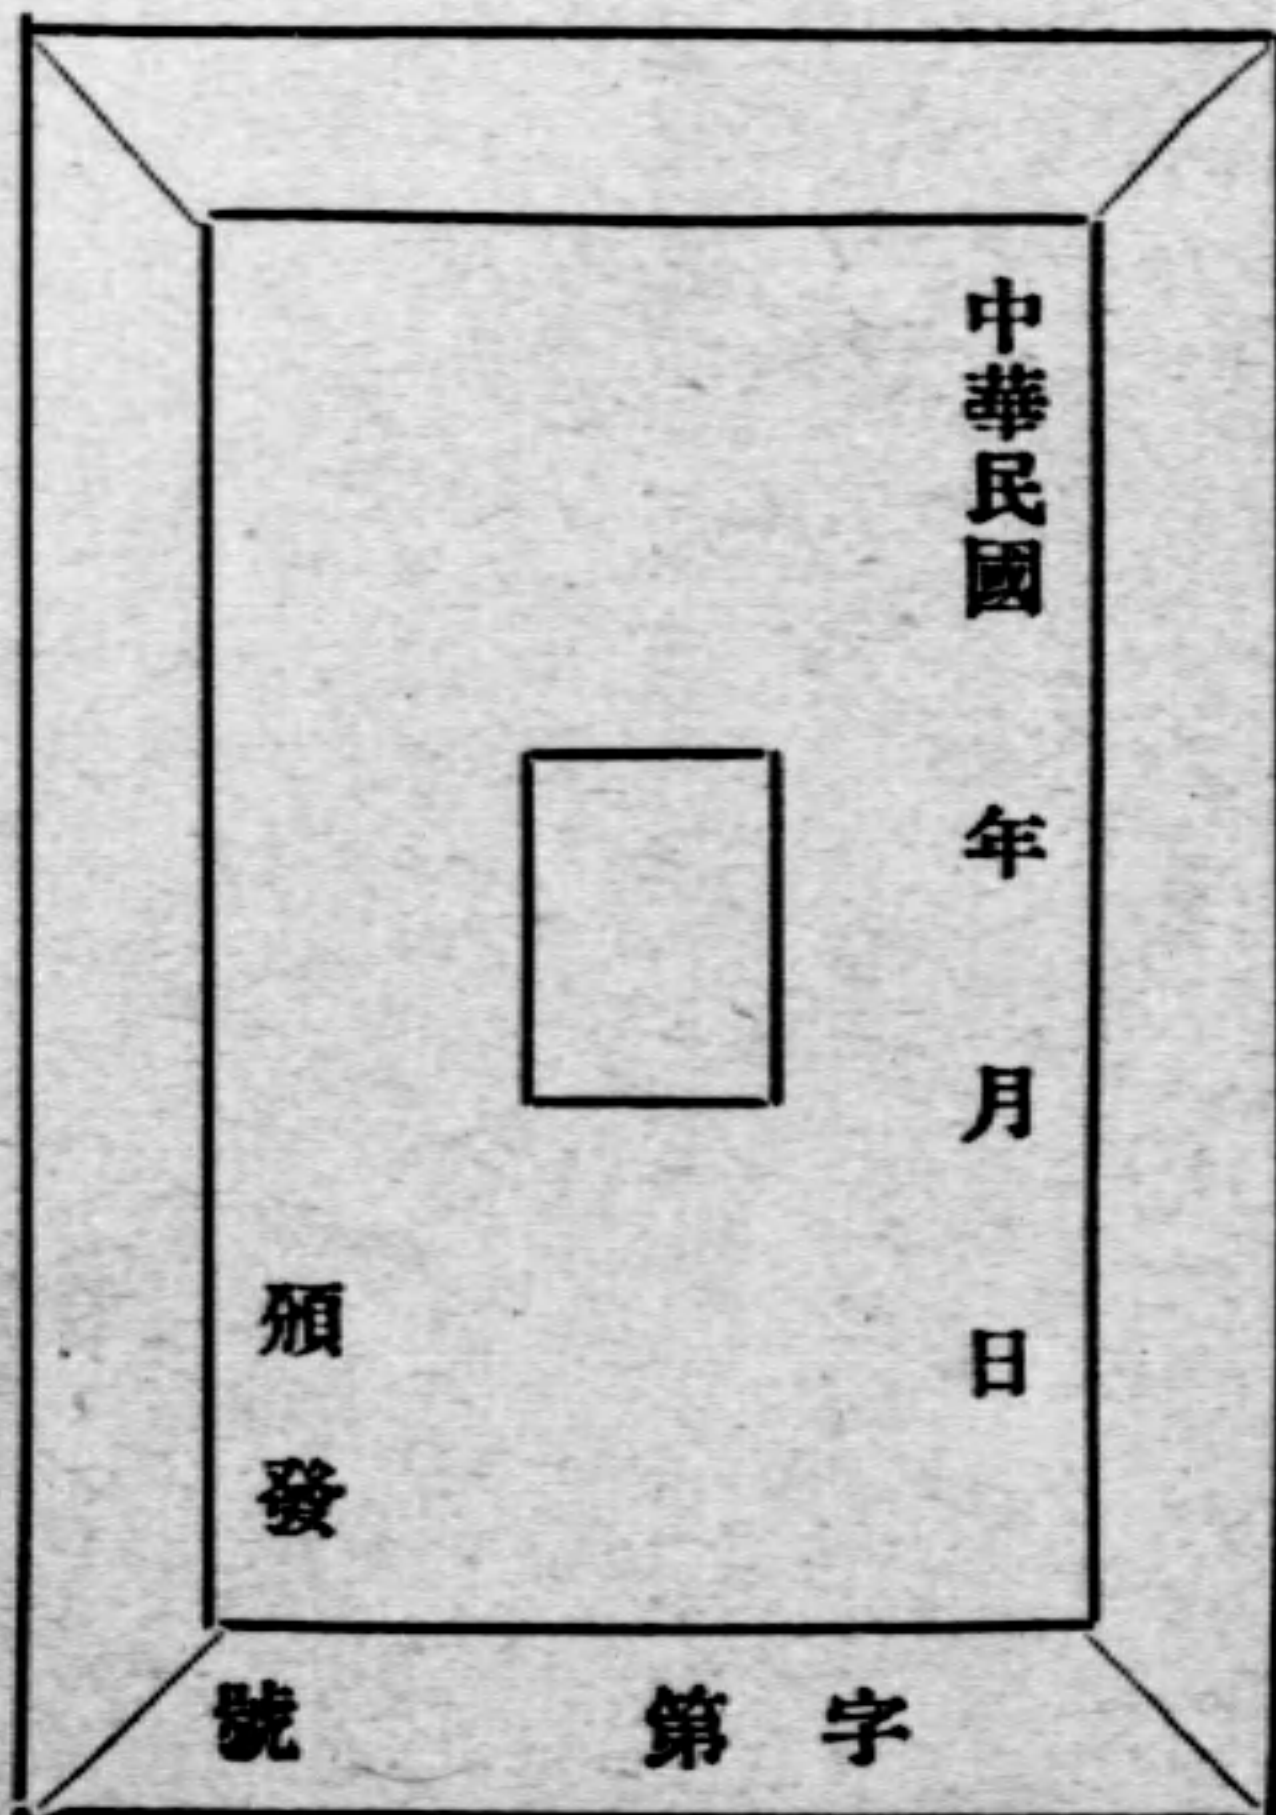 中華民國 年 月 日
頒發
字第 號